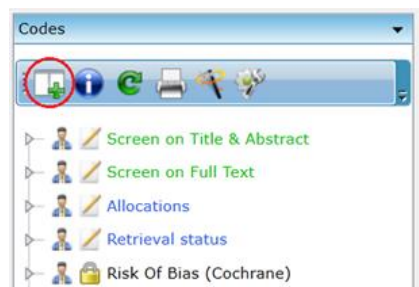 Codes
Screen on Title & Abstract
Screen on Full Text
Allocations
Retrieval status
Risk Of Bias (Cochrane)